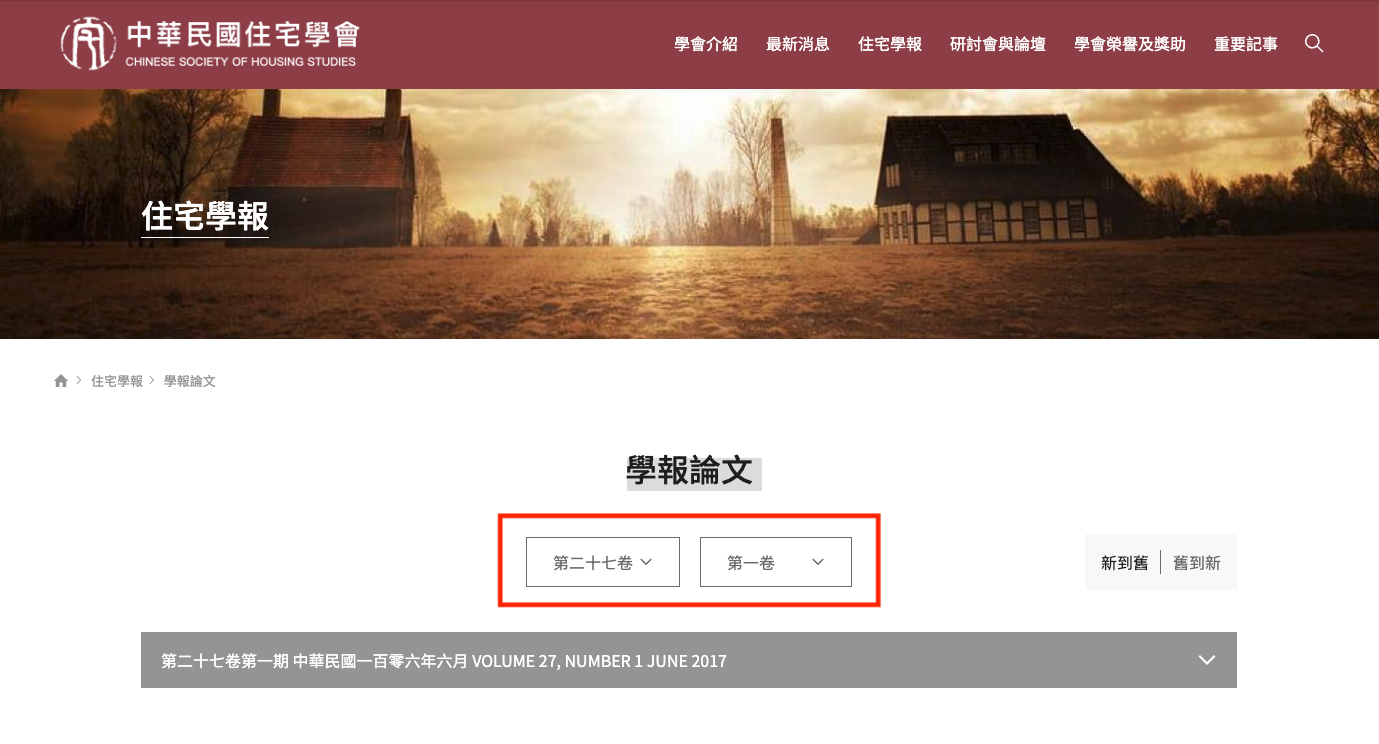 中華民國住宅學會
CHINESE SOCIETY OF HOUSING STUDIES
學會介紹 最新消息 住宅學報 研討會與論壇 學會榮譽及獎助 重要記事
住宅學報
住宅學報 學報論文
學報論文
第二十七卷 第一卷
新到舊 舊到新
第二十七卷第一期 中華民國一百零六年六月 VOLUME 27, NUMBER 1 JUNE 2017